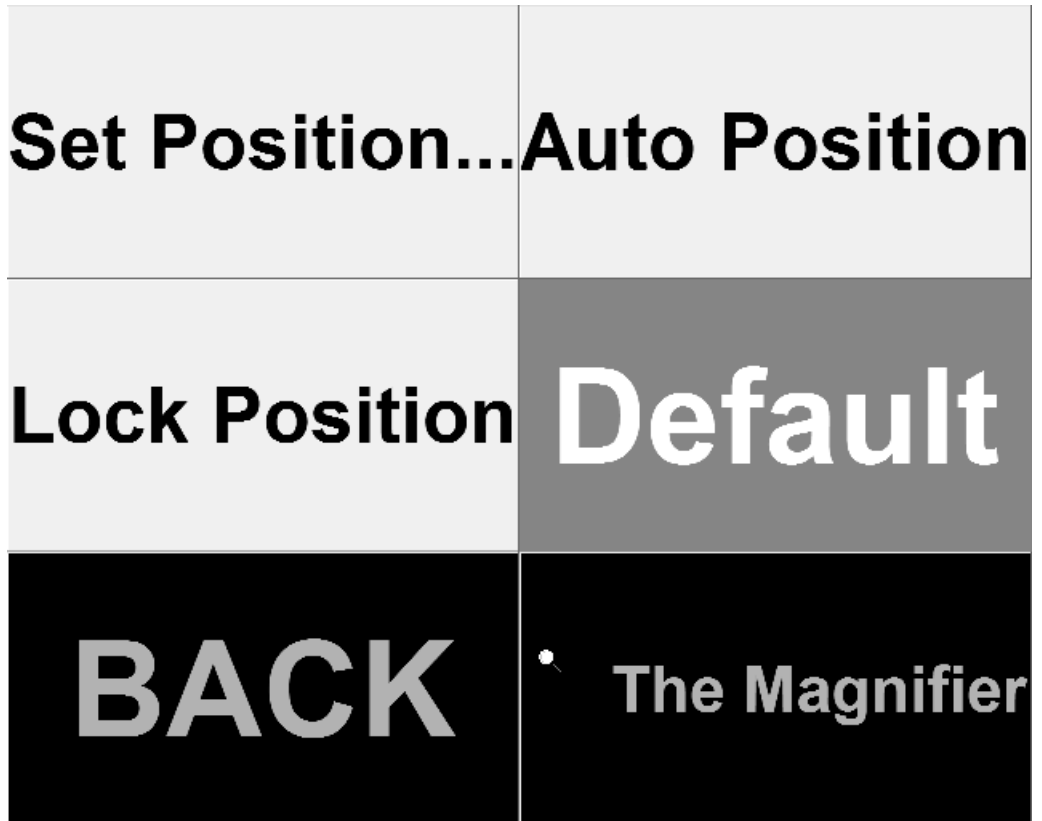 Set Position...
Auto Position
Lock Position
Default
BACK
The Magnifier